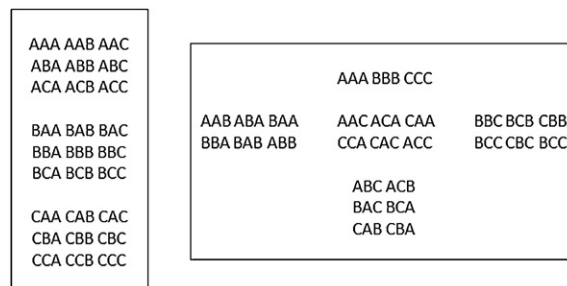 AAA AAB AAC
ABA ABB ABC
ACA ACB ACC
BAA BAB BAC
BBA BBB BBC
BCA BCB BCC
CAA CAB CAC
CBA CBB CBC
CCA CCB CCC
AAA BBB CCC
AAB ABA BAA AAC ACA CAA BBC BCB CBB
BBA BAB ABB CCA CAC ACC BCC CBC BCC
ABC ACB
BAC BCA
CAB CBA